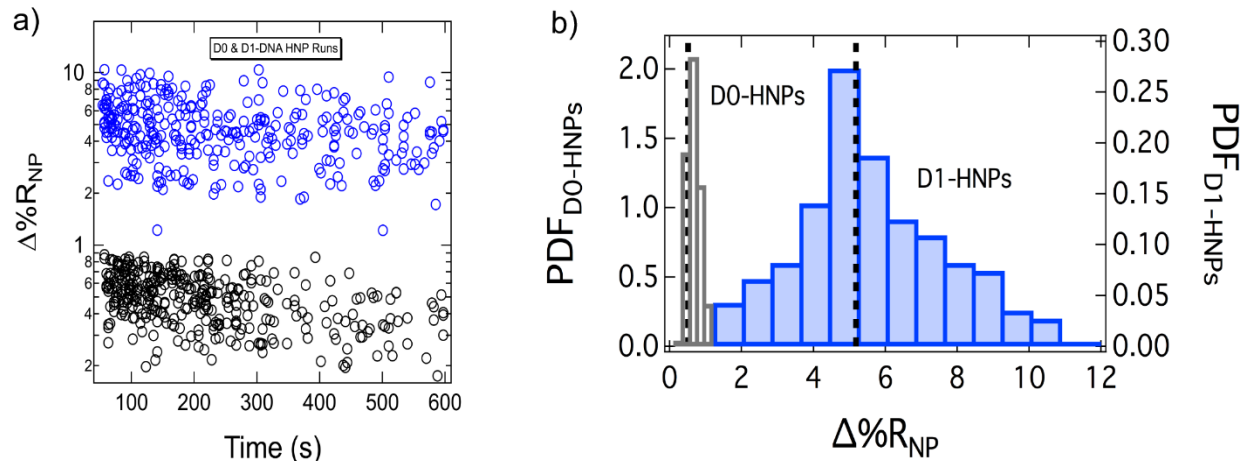 a)
D0 & D1-DNA HNP Runs
10
8
6
4
2
1
8
6
4
2
Δ%R_NP
100 200 300 400 500 600
Time (s)
b)
2.0
1.5
1.0
0.5
0.0
PDF_D0-HNPs
D0-HNPs
D1-HNPs
0.30
0.25
0.20
0.15
0.10
0.05
0.00
PDF_D1-HNPs
0 2 4 6 8 10 12
Δ%R_NP